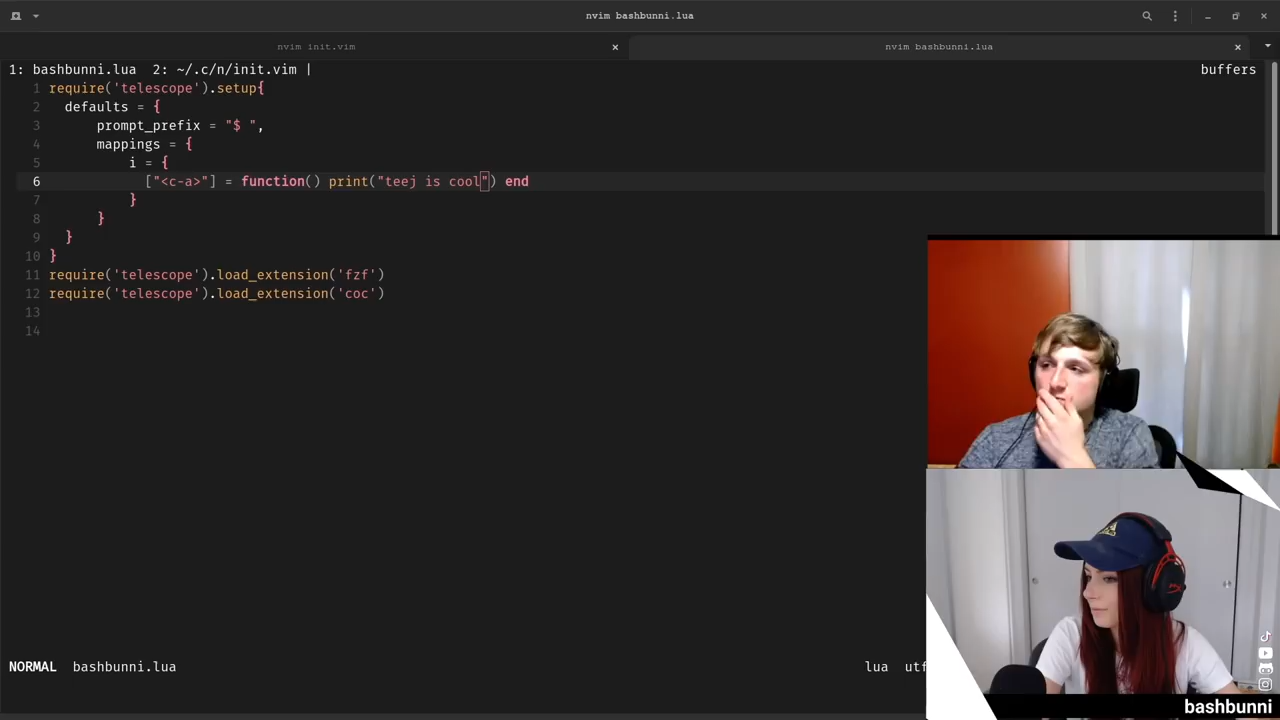 nvim bashbunni.lua
nvim init.vim
nvim bashbunni.lua
1: bashbunni.lua 2: ~/.c/n/init.vim |
buffers
1 require('telescope').setup{
2 defaults = {
3 prompt_prefix = "$ ",
4 mappings = {
5 i = {
6 ["<c-a>"] = function() print("teej is cool") end
7 }
8 }
9 }
10 }
11 require('telescope').load_extension('fzf')
12 require('telescope').load_extension('coc')
13
14
NORMAL bashbunni.lua
lua utf
bashbunni